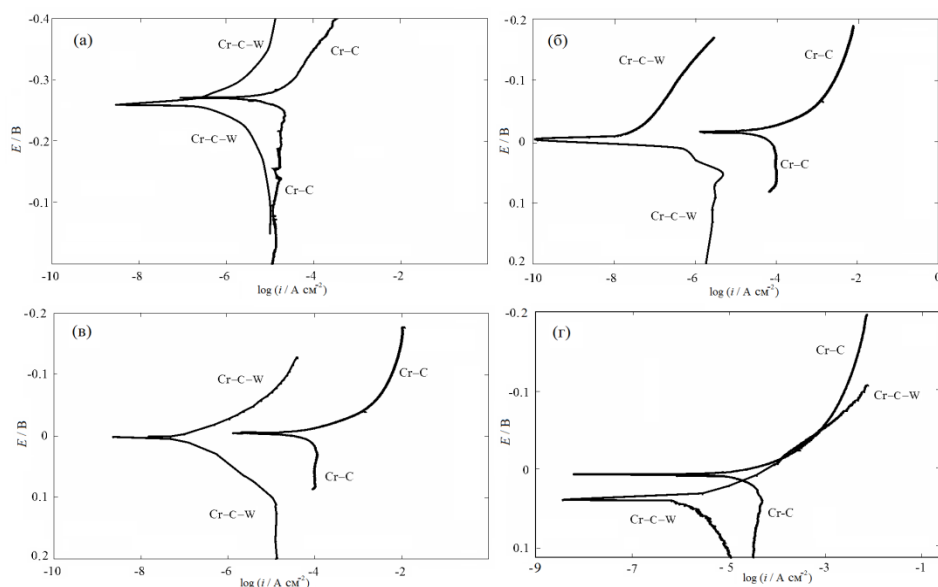 (а)
-0.4
-0.3
-0.2
-0.1
E / В
Cr–C–W
Cr–C
Cr–C–W
Cr–C
-10 -8 -6 -4 -2
log (i / А см⁻²)
(б)
-0.2
-0.1
0
0.1
0.2
E / В
Cr–C–W
Cr–C
Cr–C
Cr–C–W
-10 -8 -6 -4 -2 0
log (i / А см⁻²)
(в)
-0.2
-0.1
0
0.1
0.2
E / В
Cr–C–W
Cr–C
Cr–C
Cr–C–W
-10 -8 -6 -4 -2
log (i / А см⁻²)
(г)
-0.2
-0.1
0
0.1
E / В
Cr–C
Cr–C–W
Cr–C–W
Cr-C
-9 -7 -5 -3 -1
log (i / А см⁻²)